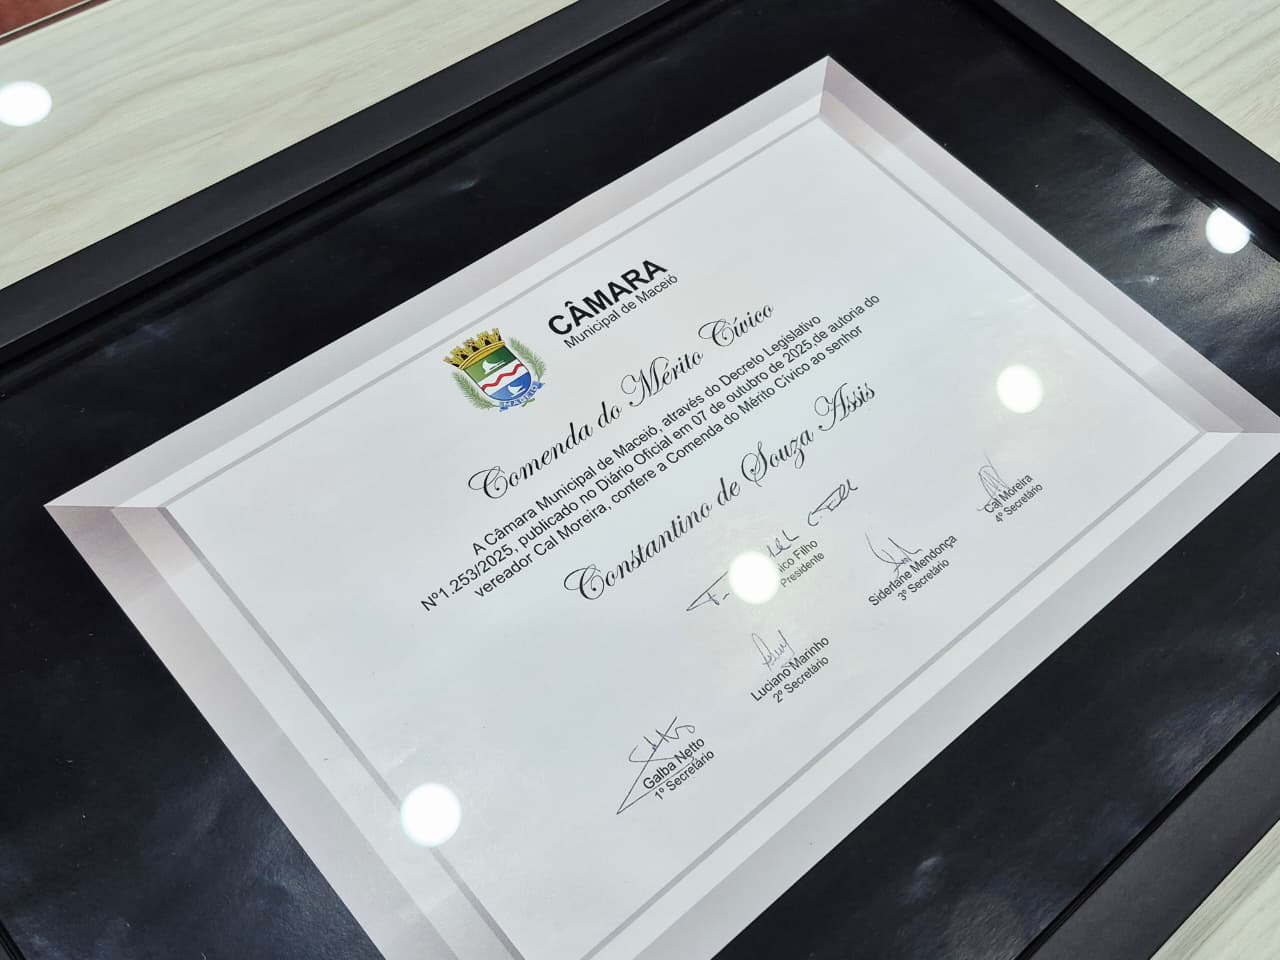 CÂMARA
Municipal de Maceió
MACEIÓ
Comenda do Mérito Cívico
A Câmara Municipal de Maceió, através do Decreto Legislativo
Nº1.253/2025, publicado no Diário Oficial em 07 de outubro de 2025,de autoria do
vereador Cal Moreira, confere a Comenda do Mérito Cívico ao senhor
Constantino de Souza Assis
Filho
Presidente
Galba Netto
1º Secretário
Luciano Marinho
2º Secretário
Siderlane Mendonça
3º Secretário
Cal Moreira
4º Secretário